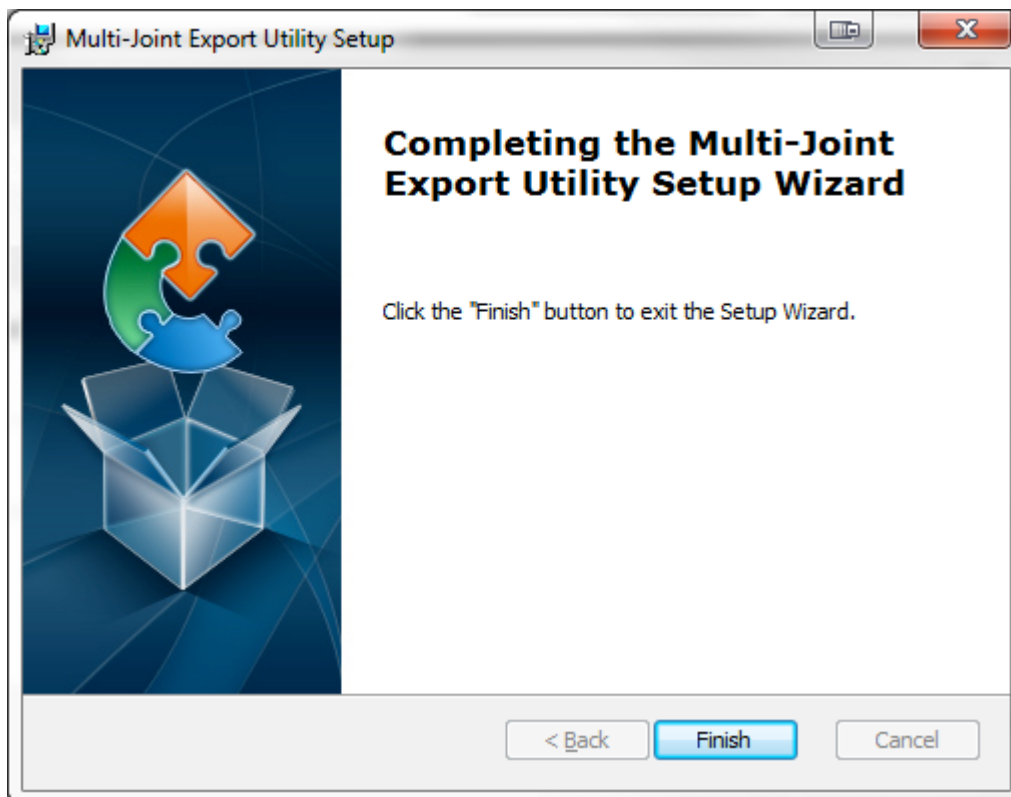 Multi-Joint Export Utility Setup
Completing the Multi-Joint
Export Utility Setup Wizard
Click the "Finish" button to exit the Setup Wizard.
< Back Finish Cancel